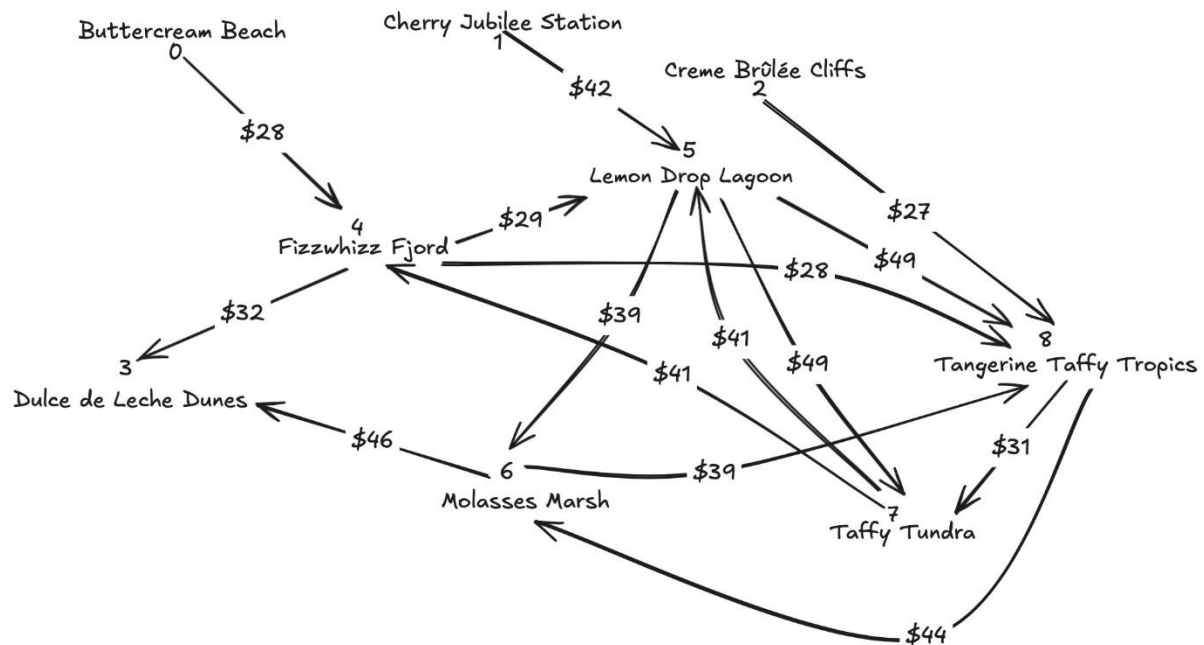 Buttercream Beach
0
Cherry Jubilee Station
1
Creme Brûlée Cliffs
2
$42
$28
5
Lemon Drop Lagoon
$27
4
Fizzwhizz Fjord
$29
$49
$28
$32
$39
$41
$49
8
Tangerine Taffy Tropics
3
Dulce de Leche Dunes
$41
$46
$39
$31
6
Molasses Marsh
7
Taffy Tundra
$44